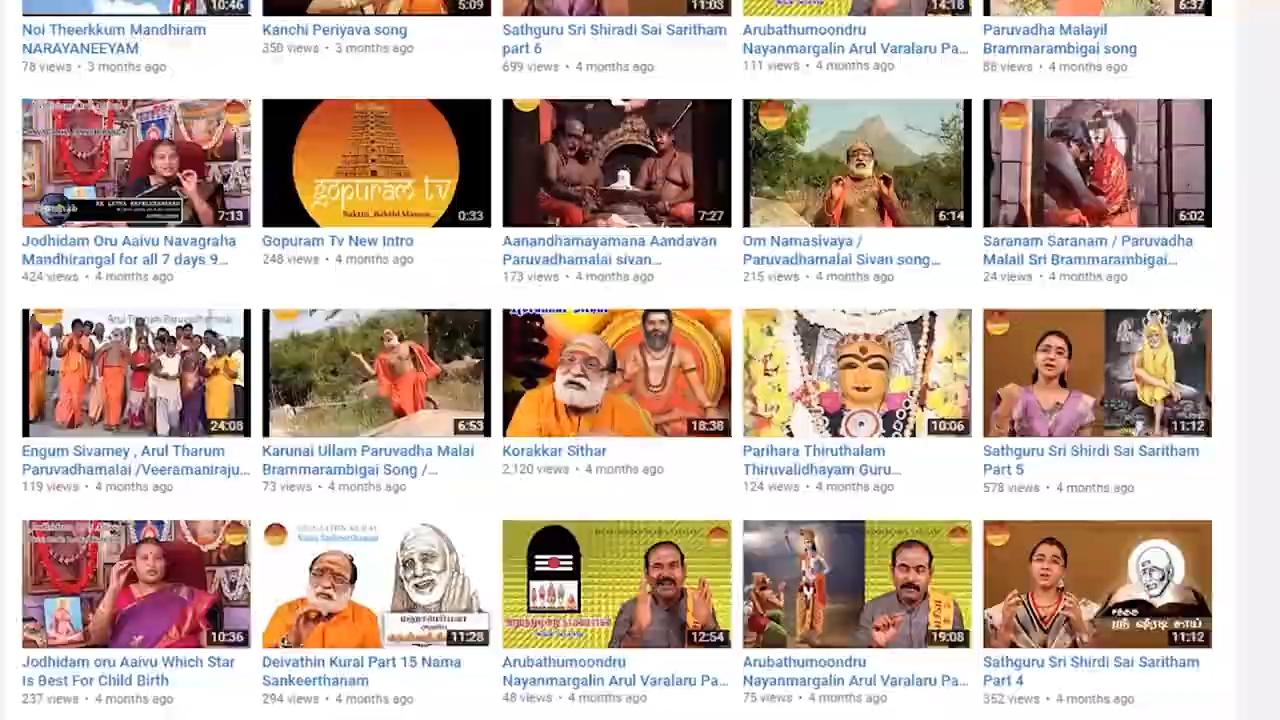 10:46
5:09
11:03
14:18
6:37
Noi Theerkkum Mandhiram
NARAYANEEYAM
78 views • 3 months ago
Kanchi Periyava song
350 views • 3 months ago
Sathguru Sri Shiradi Sai Saritham
part 6
699 views • 4 months ago
Arubathumoondru
Nayanmargalin Arul Varalaru Pa...
111 views • 4 months ago
Paruvadha Malayil
Brammarambigai song
88 views • 4 months ago
7:13
gopuram tv
0:33
7:27
6:14
6:02
Jodhidam Oru Aaivu Navagraha
Mandhirangal for all 7 days 9...
424 views • 4 months ago
Gopuram Tv New Intro
248 views • 4 months ago
Aanandhamayamana Aandavan
Paruvadhamalai sivan...
173 views • 4 months ago
Om Namasivaya /
Paruvadhamalai Sivan song...
215 views • 4 months ago
Saranam Saranam / Paruvadha
Malail Sri Brammarambigai...
24 views • 4 months ago
Arul Tharum Paruvadhamalai
24:08
6:53
18:38
10:06
11:12
Engum Sivamey , Arul Tharum
Paruvadhamalai /Veeramaniraju...
119 views • 4 months ago
Karunai Ullam Paruvadha Malai
Brammarambigai Song /...
73 views • 4 months ago
Korakkar Sithar
2,120 views • 4 months ago
Parihara Thiruthalam
Thiruvalidhayam Guru...
124 views • 4 months ago
Sathguru Sri Shirdi Sai Saritham
Part 5
578 views • 4 months ago
10:36
11:28
12:54
19:08
ஸ்ரீ ஷிரடி சாய்
11:12
Jodhidam oru Aaivu Which Star
Is Best For Child Birth
237 views • 4 months ago
Deivathin Kural Part 15 Nama
Sankeerthanam
294 views • 4 months ago
Arubathumoondru
Nayanmargalin Arul Varalaru Pa...
48 views • 4 months ago
Arubathumoondru
Nayanmargalin Arul Varalaru Pa...
75 views • 4 months ago
Sathguru Sri Shirdi Sai Saritham
Part 4
352 views • 4 months ago